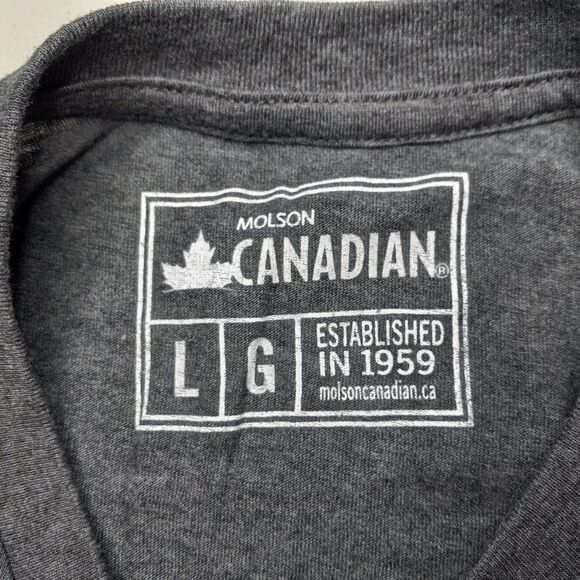 MOLSON
CANADIAN®
L G
ESTABLISHED
IN 1959
molsoncanadian.ca